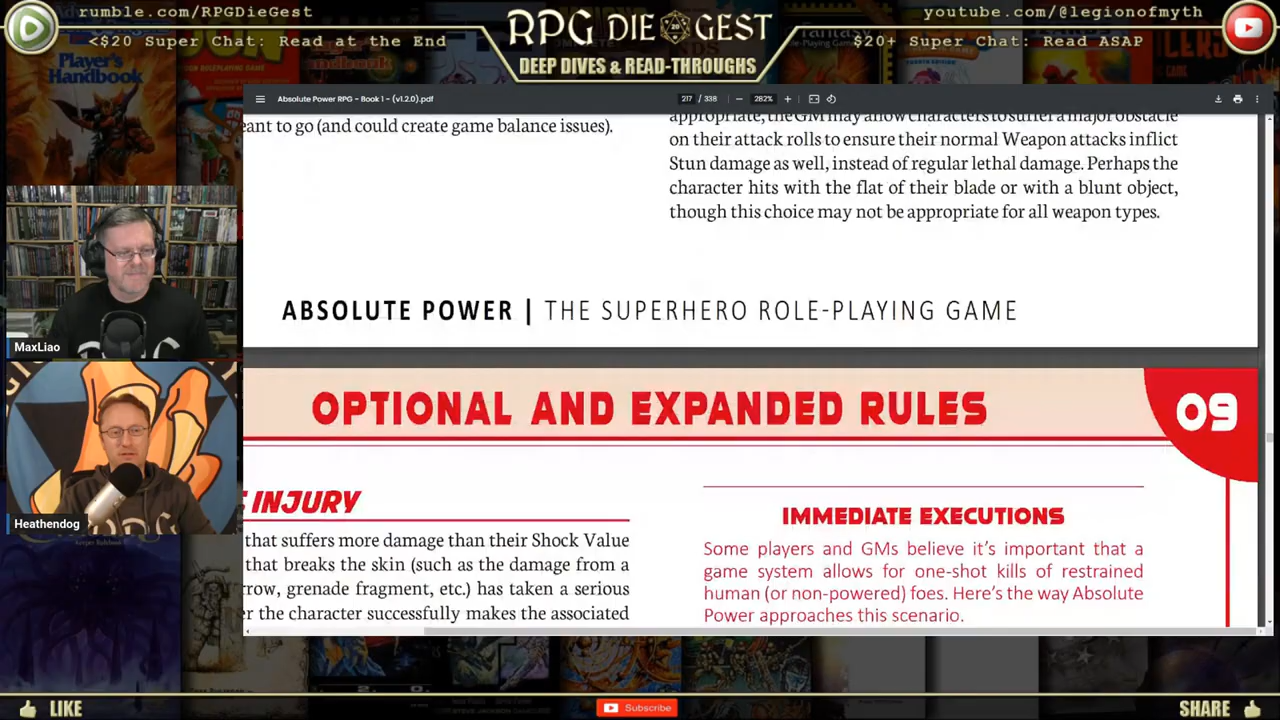 rumble.com/RPGDieGest
<$20 Super Chat: Read at the End
RPG DIE GEST
DEEP DIVES & READ-THROUGHS
youtube.com/@legionofmyth
$20+ Super Chat: Read ASAP
Player's
Handbook
Absolute Power RPG - Book 1 - (v1.2.0).pdf
217 / 338
282%
eant to go (and could create game balance issues).
appropriate, the GM may allow characters to suffer a major obstacle
on their attack rolls to ensure their normal Weapon attacks inflict
Stun damage as well, instead of regular lethal damage. Perhaps the
character hits with the flat of their blade or with a blunt object,
though this choice may not be appropriate for all weapon types.
ABSOLUTE POWER | THE SUPERHERO ROLE-PLAYING GAME
OPTIONAL AND EXPANDED RULES
09
INJURY
that suffers more damage than their Shock Value
that breaks the skin (such as the damage from a
rrow, grenade fragment, etc.) has taken a serious
er the character successfully makes the associated
IMMEDIATE EXECUTIONS
Some players and GMs believe it's important that a
game system allows for one-shot kills of restrained
human (or non-powered) foes. Here's the way Absolute
Power approaches this scenario.
MaxLiao
Heathendog
LIKE
Subscribe
SHARE